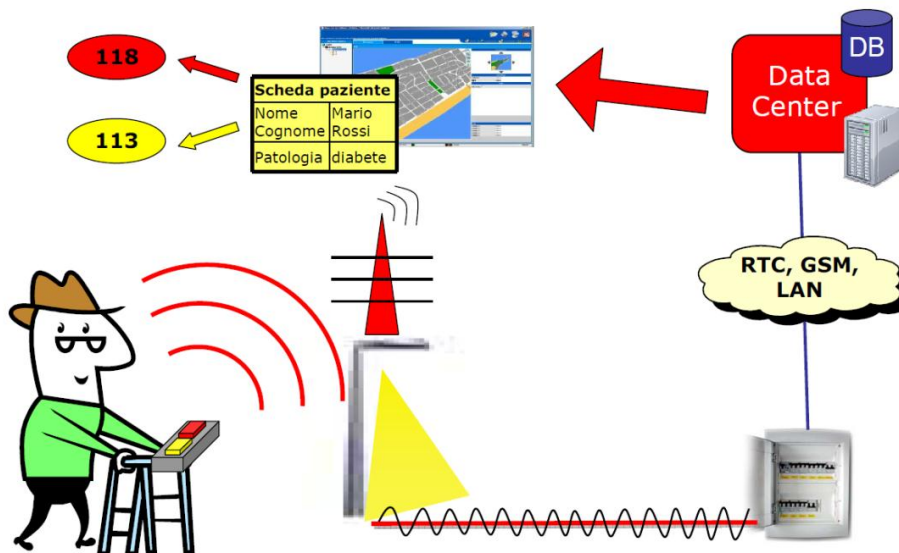 118
113
Scheda paziente
Nome Mario
Cognome Rossi
Patologia diabete
DB
Data
Center
RTC, GSM,
LAN